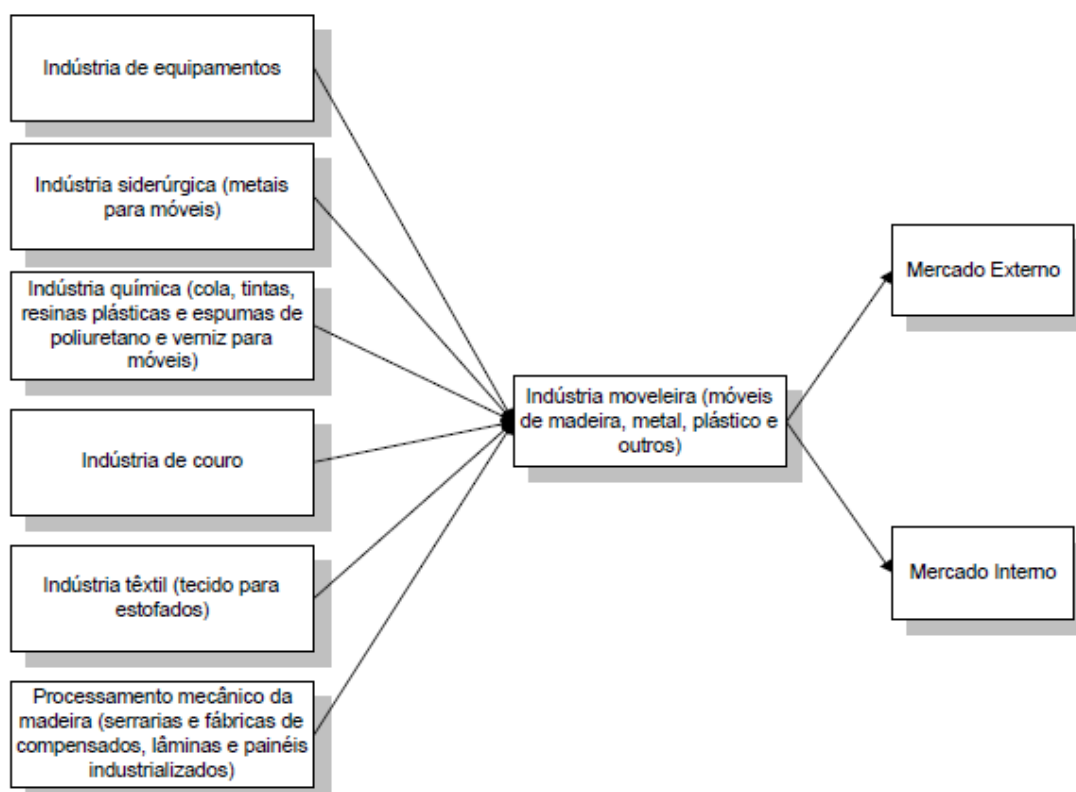 Indústria de equipamentos
Indústria siderúrgica (metais
para móveis)
Indústria química (cola, tintas,
resinas plásticas e espumas de
poliuretano e verniz para
móveis)
Indústria de couro
Indústria têxtil (tecido para
estofados)
Processamento mecânico da
madeira (serrarias e fábricas de
compensados, lâminas e painéis
industrializados)
Indústria moveleira (móveis
de madeira, metal, plástico e
outros)
Mercado Externo
Mercado Interno